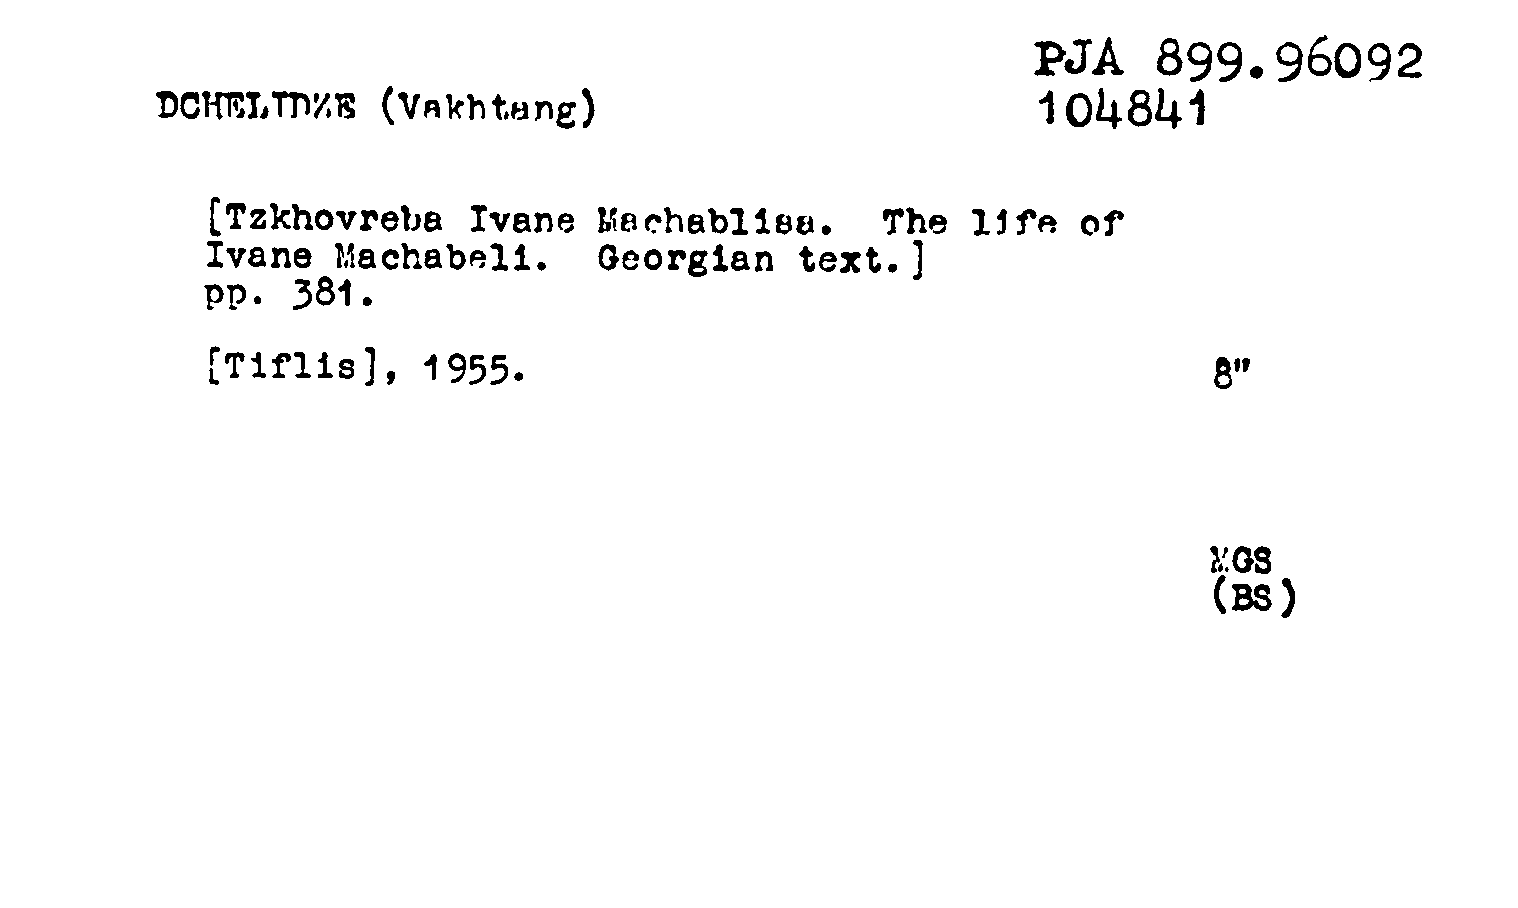 PJA 899.96092
DCHELIDZE (Vakhtang) 104841
[Tzkhovreba Ivane Machablisa. The life of
Ivane Machabeli. Georgian text.]
pp. 381.
[Tiflis], 1955. 8"
MGS
(BS)